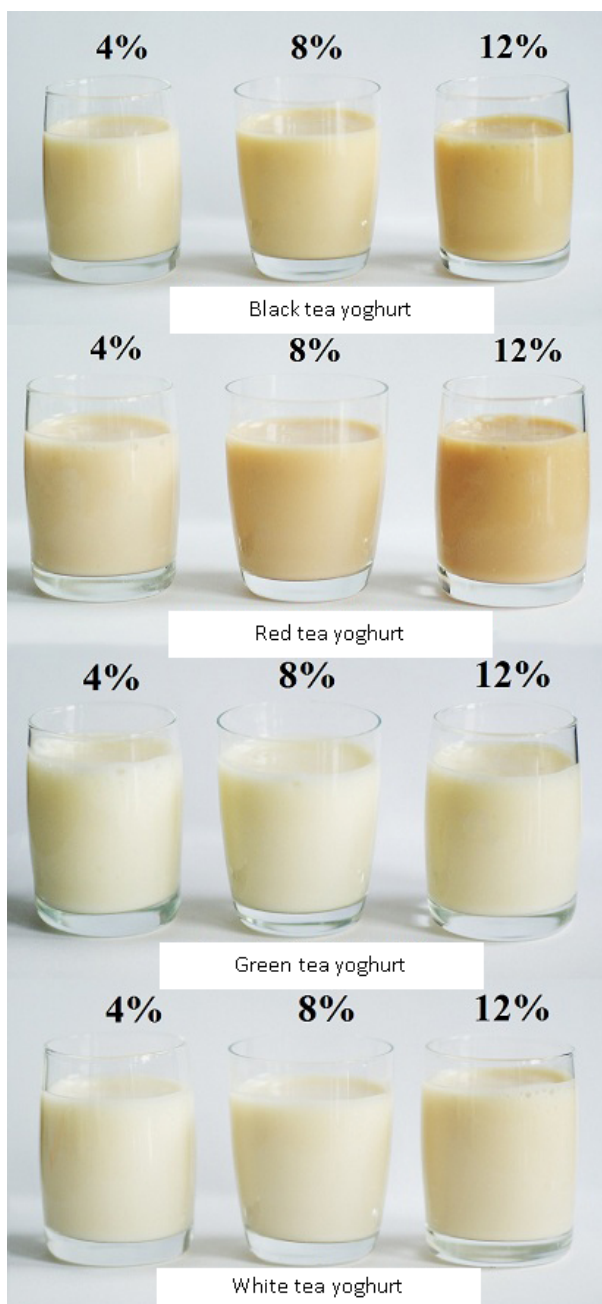 4% 8% 12%
Black tea yoghurt
4% 8% 12%
Red tea yoghurt
4% 8% 12%
Green tea yoghurt
4% 8% 12%
White tea yoghurt